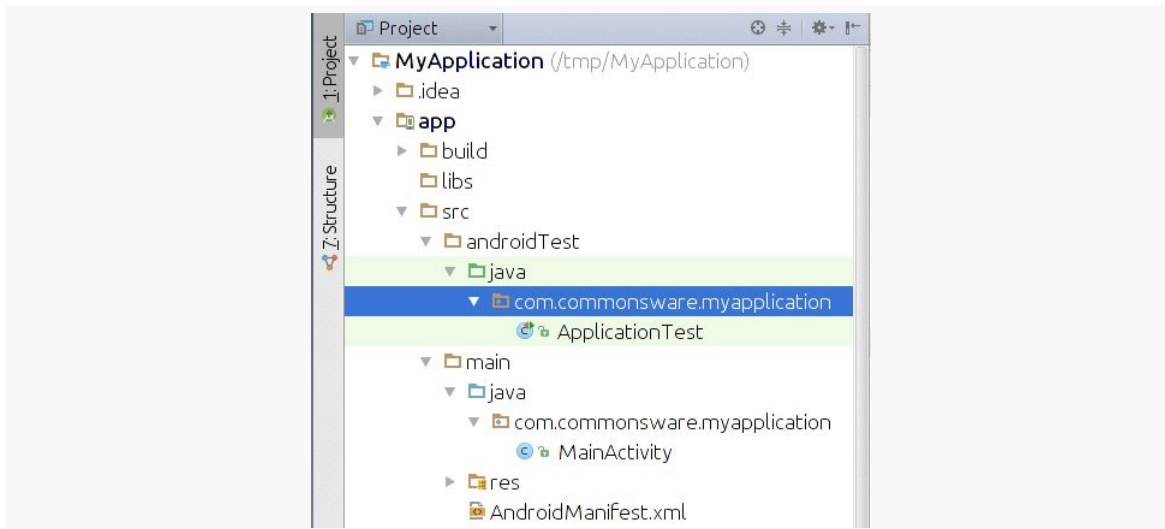 Project
1: Project
7: Structure
MyApplication (/tmp/MyApplication)
.idea
app
build
libs
src
androidTest
java
com.commonsware.myapplication
ApplicationTest
main
java
com.commonsware.myapplication
MainActivity
res
AndroidManifest.xml